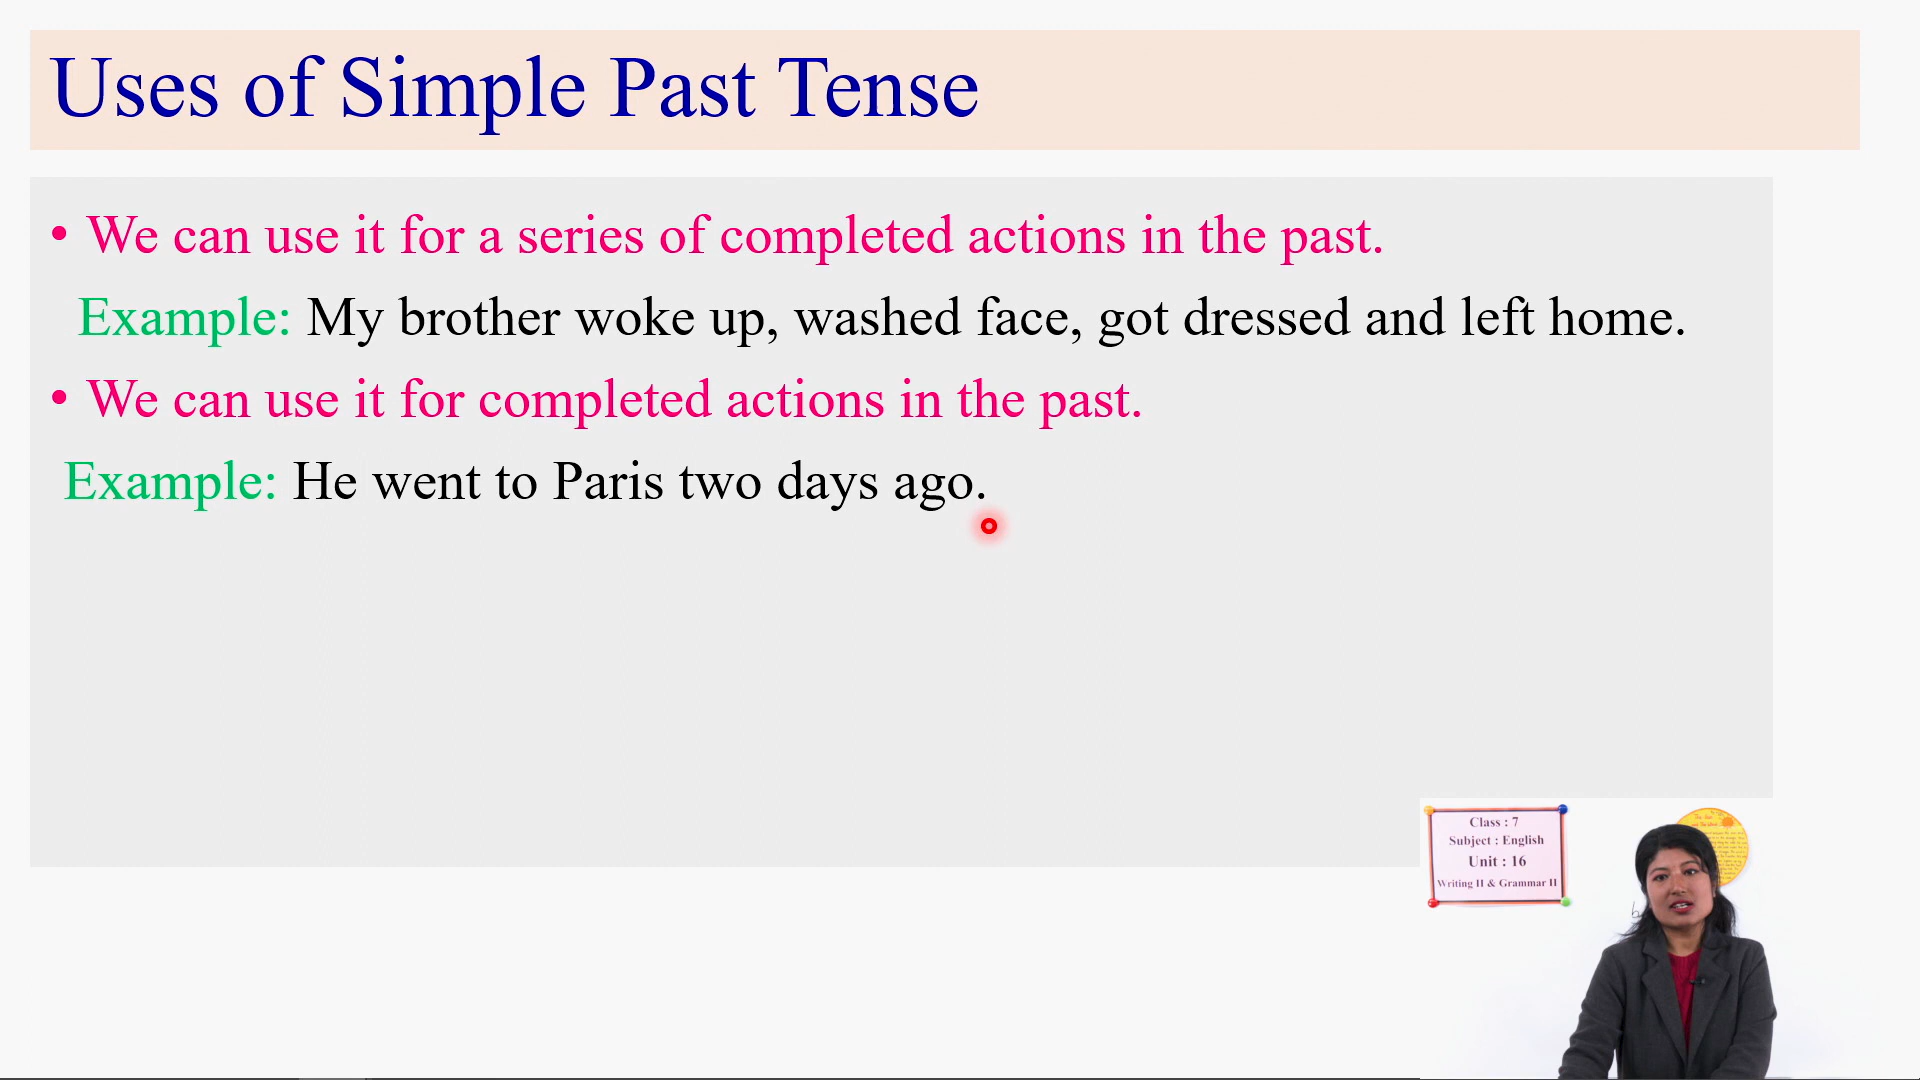 Uses of Simple Past Tense
• We can use it for a series of completed actions in the past.
Example: My brother woke up, washed face, got dressed and left home.
• We can use it for completed actions in the past.
Example: He went to Paris two days ago.
Class : 7
Subject : English
Unit : 16
Writing II & Grammar II